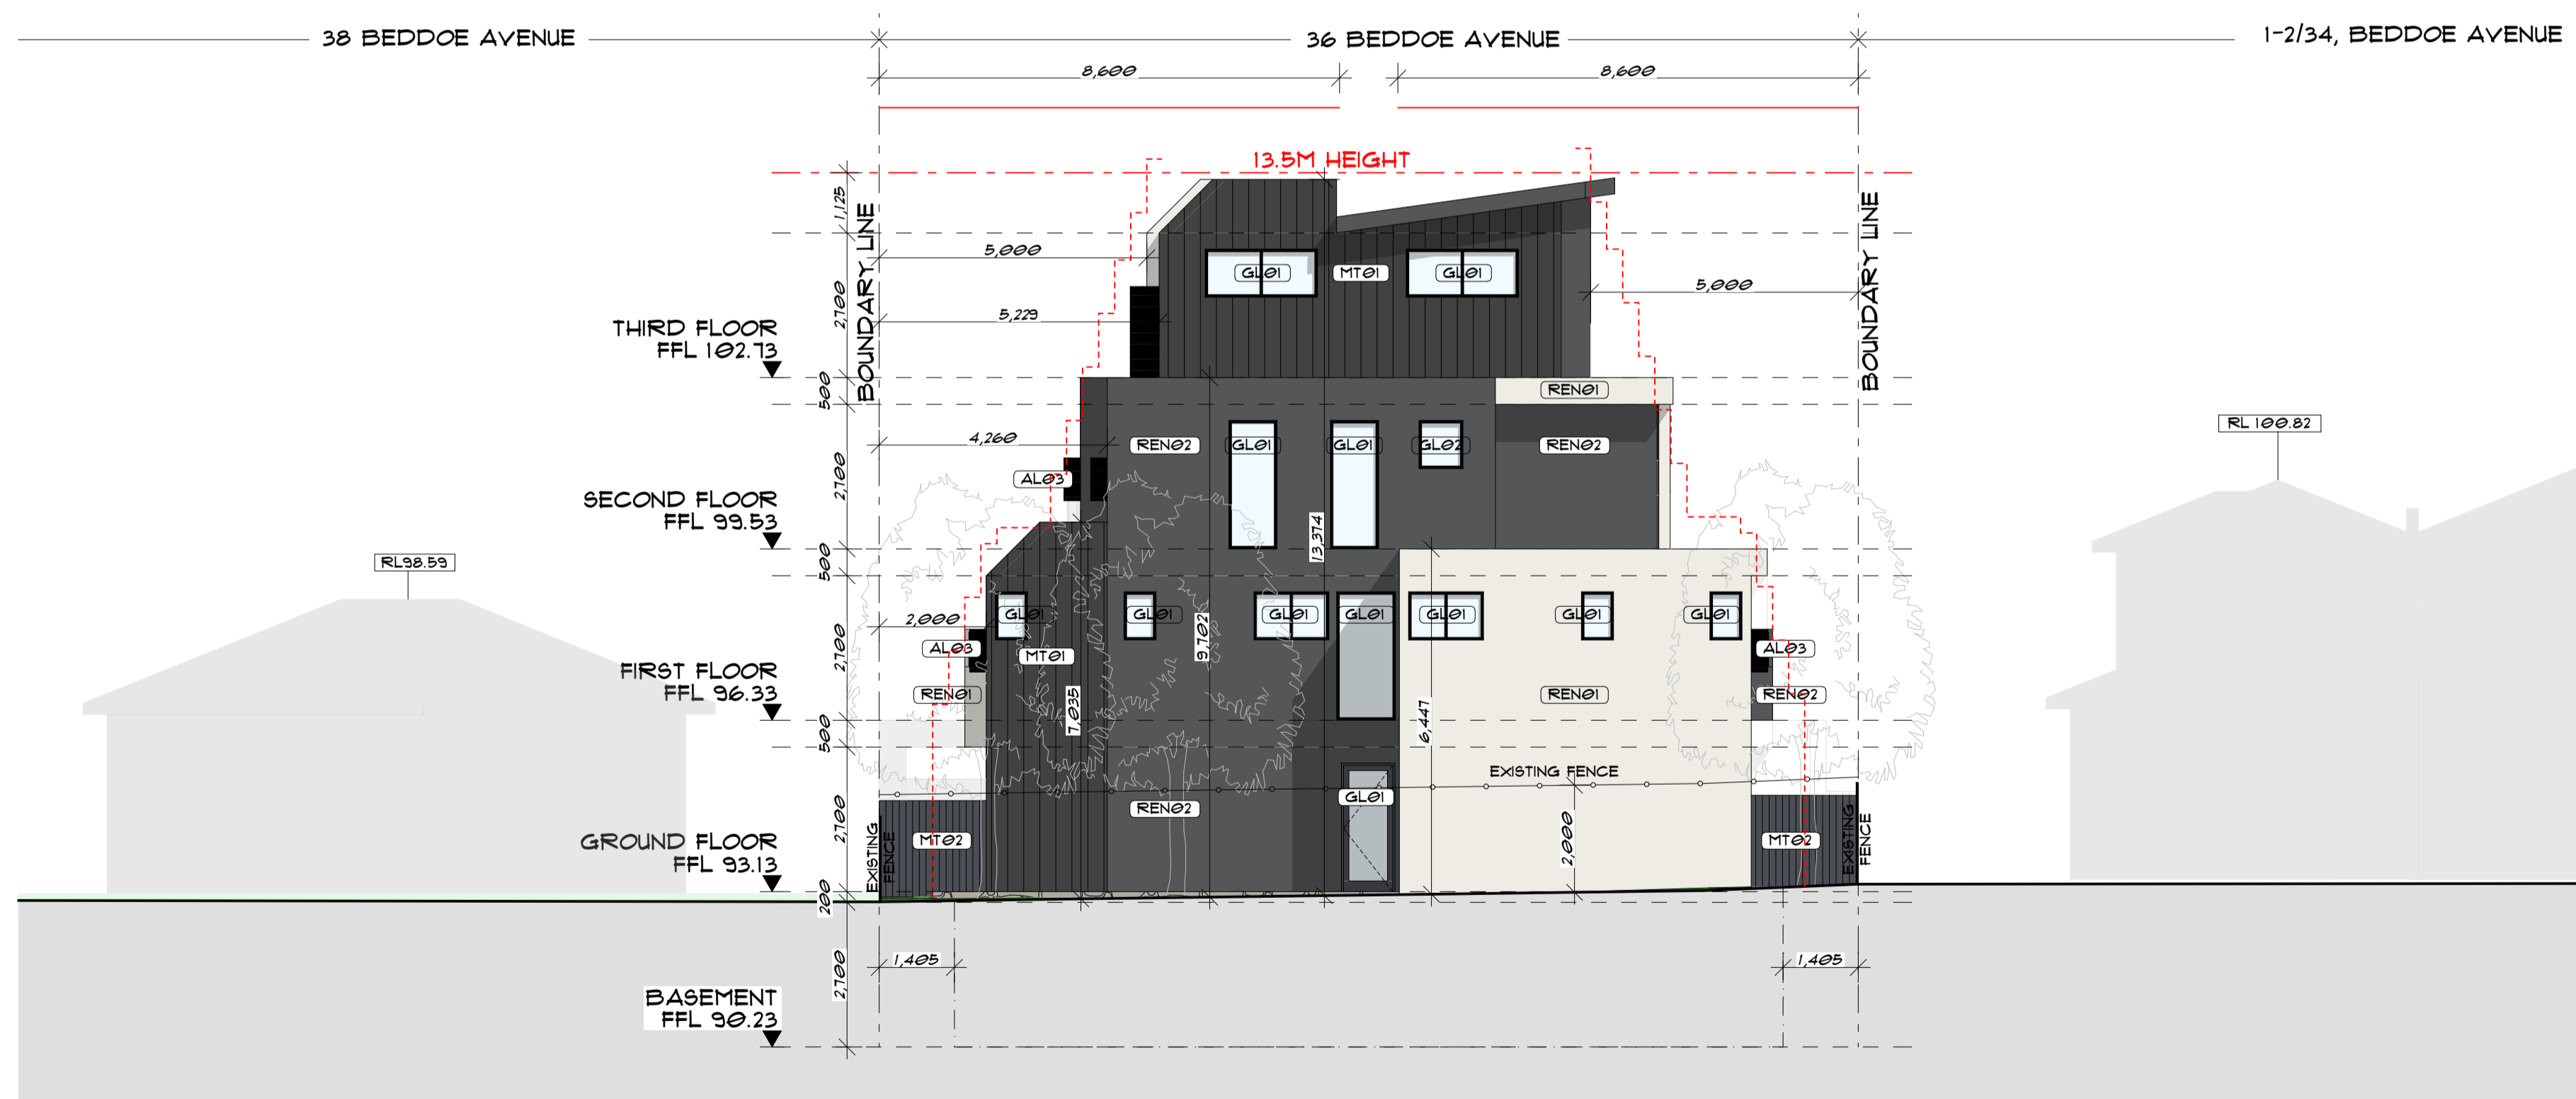 38 BEDDOE AVENUE
36 BEDDOE AVENUE
1-2/34, BEDDOE AVENUE
8,600
8,600
13.5M HEIGHT
1,125
BOUNDARY LINE
BOUNDARY LINE
5,000
GL01
MT01
GL01
5,000
2,700
5,229
THIRD FLOOR
FFL 102.73
500
REN01
RL 100.82
4,260
REN02
GL01
GL01
GL02
REN02
2,700
AL03
SECOND FLOOR
FFL 99.53
13,374
500
RL98.59
2,000
GL01
GL01
GL01
GL01
GL01
GL01
GL01
2,700
9,702
AL03
MT01
AL03
FIRST FLOOR
FFL 96.33
REN01
7,035
6,447
REN01
REN02
500
EXISTING FENCE
GL01
REN02
2,700
EXISTING
FENCE
MT02
2,000
MT02
EXISTING
FENCE
GROUND FLOOR
FFL 93.13
200
1,405
1,405
2,700
BASEMENT
FFL 90.23